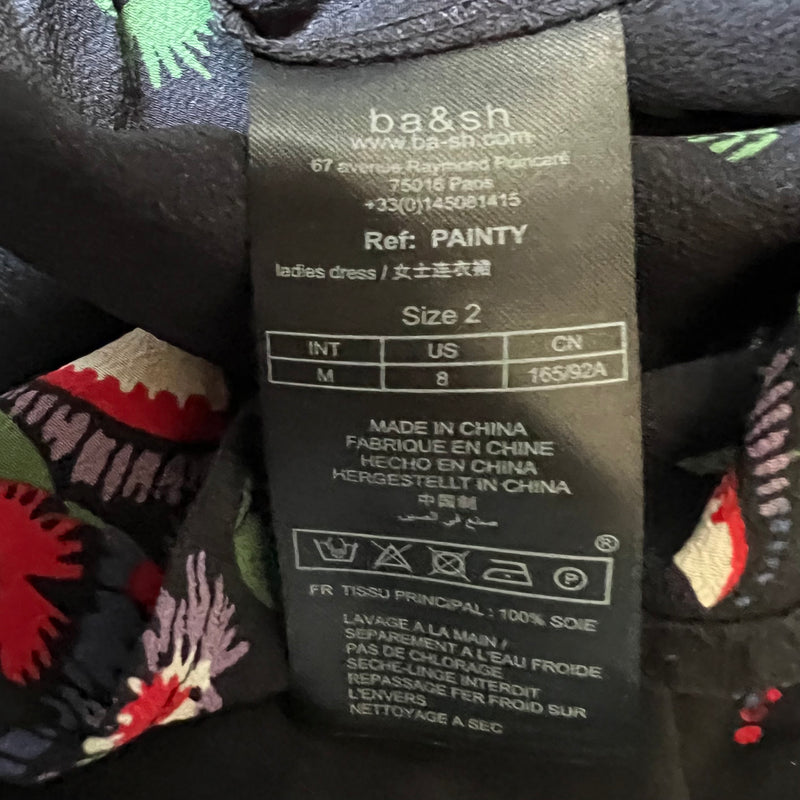 ba&sh
www.ba-sh.com
67 avenue Raymond Poincaré
75016 Paris
+33(0)145081415
Ref: PAINTY
ladies dress / 女士连衣裙
Size 2
INT US CN
M 8 165/92A
MADE IN CHINA
FABRIQUE EN CHINE
HECHO EN CHINA
HERGESTELLT IN CHINA
中国制
صنع في الصين
®
P
FR TISSU PRINCIPAL : 100% SOIE
LAVAGE A LA MAIN /
SEPAREMENT A L'EAU FROIDE
PAS DE CHLORAGE
SECHE-LINGE INTERDIT
REPASSAGE FER FROID SUR
L'ENVERS
NETTOYAGE A SEC